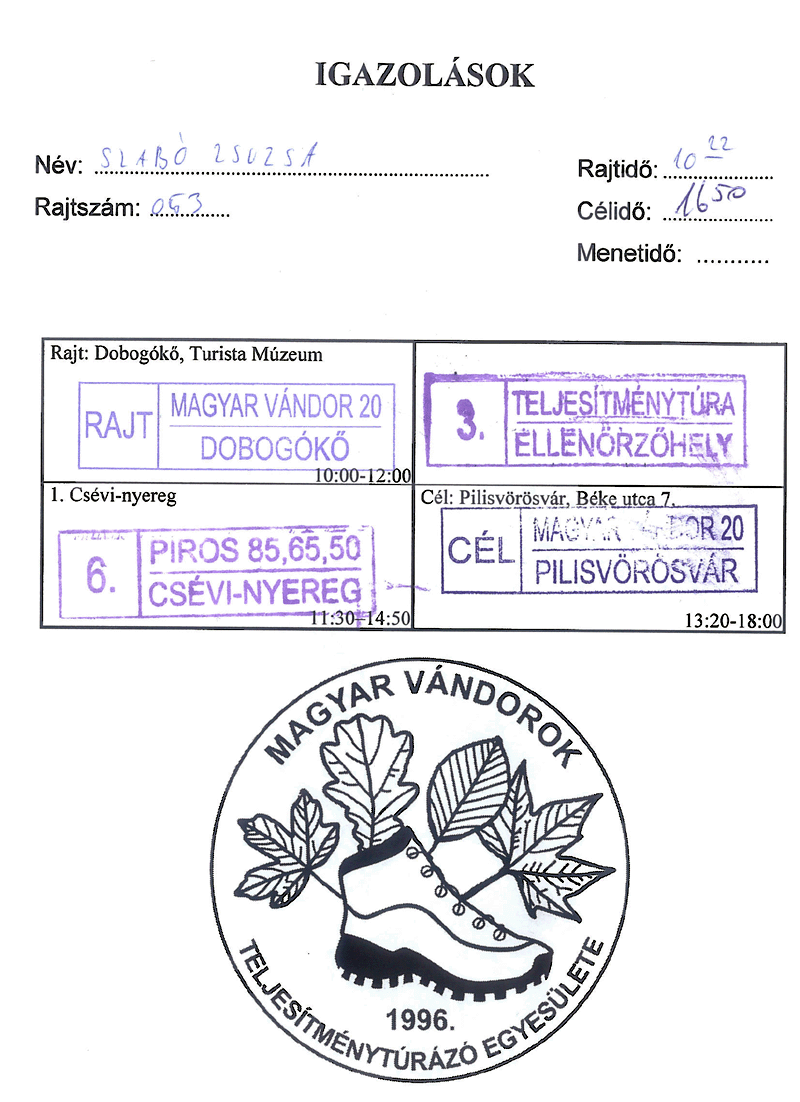 IGAZOLÁSOK
Név: SZABÓ ZSUZSA
Rajtidő: 10 22
Rajtszám: 053
Célidő: 16 50
Menetidő: ...........
Rajt: Dobogókő, Turista Múzeum
RAJT
MAGYAR VÁNDOR 20
DOBOGÓKŐ
10:00-12:00
3.
TELJESÍTMÉNYTÚRA
ELLENŐRZŐHELY
1. Csévi-nyereg
6.
PIROS 85,65,50
CSÉVI-NYEREG
11:30-14:50
Cél: Pilisvörösvár, Béke utca 7.
CÉL
MAGYAR VÁNDOR 20
PILISVÖRÖSVÁR
13:20-18:00
MAGYAR VÁNDOROK
1996.
TELJESÍTMÉNYTÚRÁZÓ EGYESÜLETE